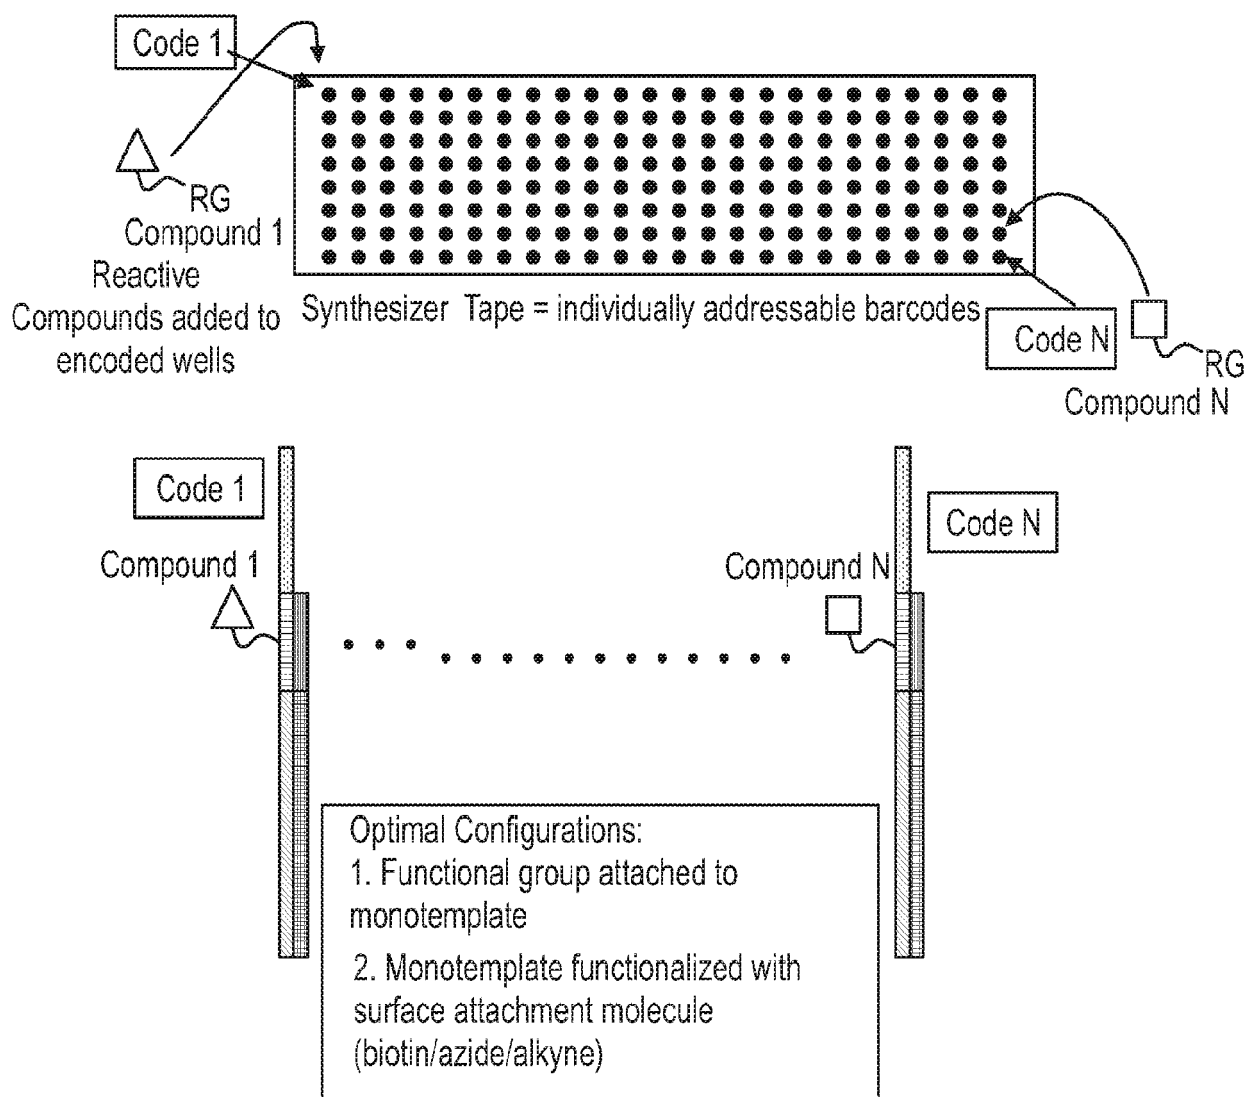 Code 1
RG
Compound 1
Reactive
Compounds added to
encoded wells
Synthesizer Tape = individually addressable barcodes
Code N
RG
Compound N
Code 1
Compound 1
Compound N
Code N
Optimal Configurations:
1. Functional group attached to
monotemplate
2. Monotemplate functionalized with
surface attachment molecule
(biotin/azide/alkyne)